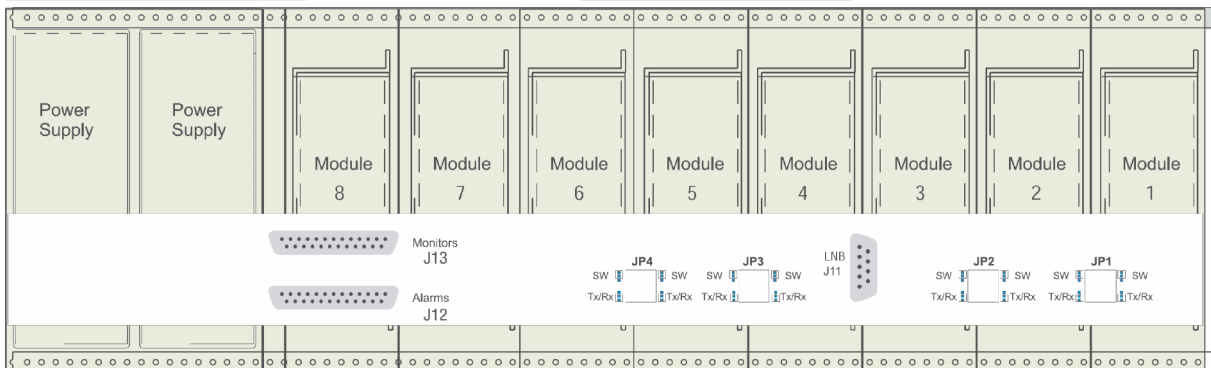 Power
Supply
Power
Supply
Module
8
Module
7
Module
6
Module
5
Module
4
Module
3
Module
2
Module
1
Monitors
J13
Alarms
J12
JP4
SW SW
Tx/Rx Tx/Rx
JP3
SW SW
Tx/Rx Tx/Rx
LNB
J11
JP2
SW SW
Tx/Rx Tx/Rx
JP1
SW SW
Tx/Rx Tx/Rx